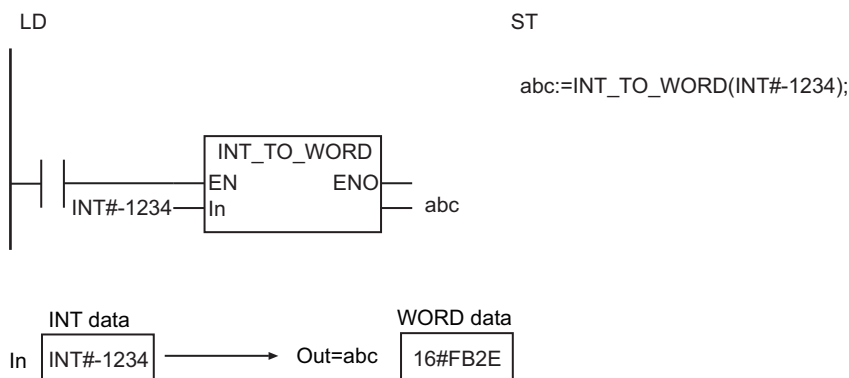 LD
ST
abc:=INT_TO_WORD(INT#-1234);
INT_TO_WORD
EN ENO
INT#-1234 In abc
INT data WORD data
In INT#-1234 Out=abc 16#FB2E